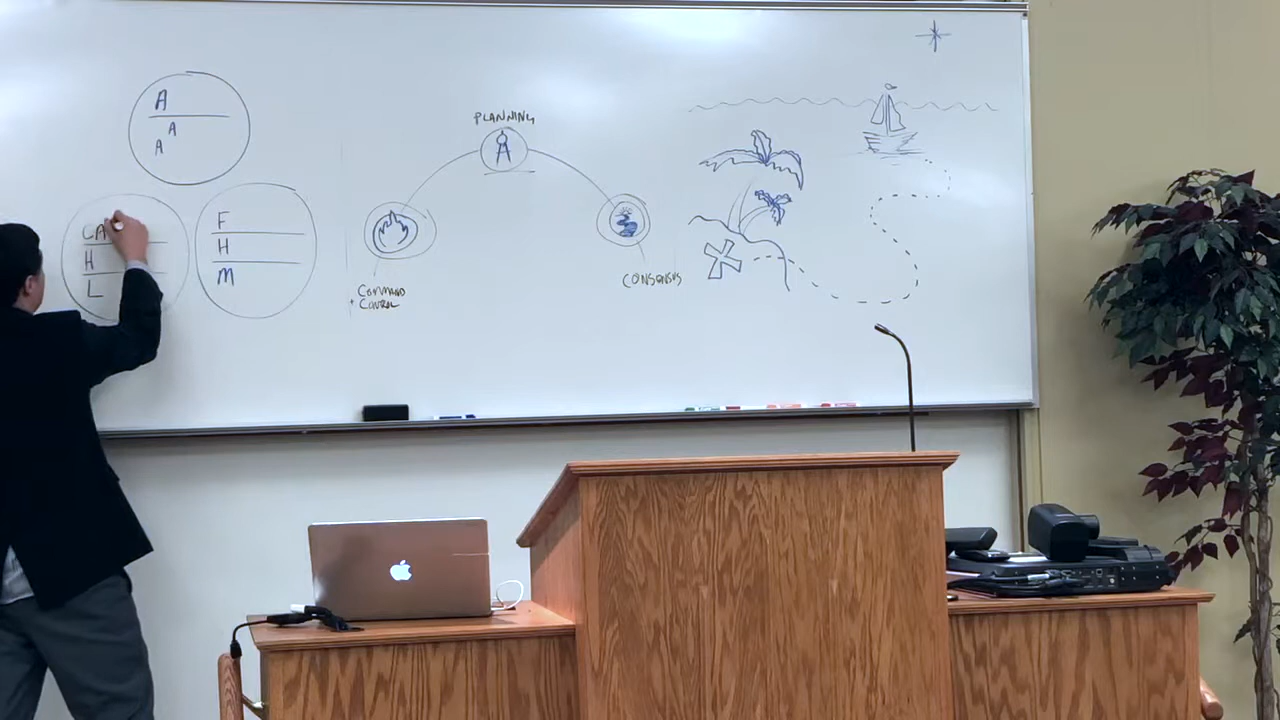 A
A
A
CA
H
L
F
H
M
PLANNING
COMMAND
+ CONTROL
CONSENSUS